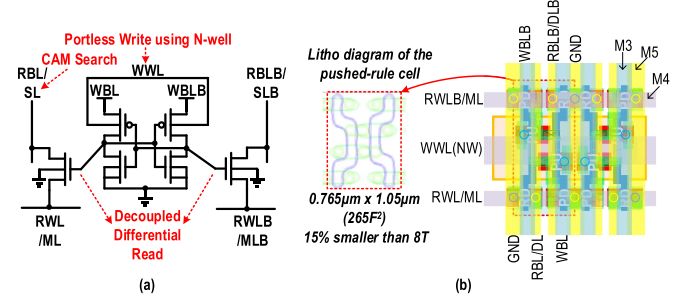 Portless Write using N-well
CAM Search
RBL/
SL
WWL
WBL
WBLB
RBLB/
SLB
RWL
/ML
Decoupled
Differential
Read
RWLB
/MLB
(a)
Litho diagram of the
pushed-rule cell
0.765µm x 1.05µm
(265F²)
15% smaller than 8T
WBLB
RBLB/DLB
GND
M3
M5
M4
RWLB/ML
WWL(NW)
RWL/ML
GND
RBL/DL
WBL
(b)